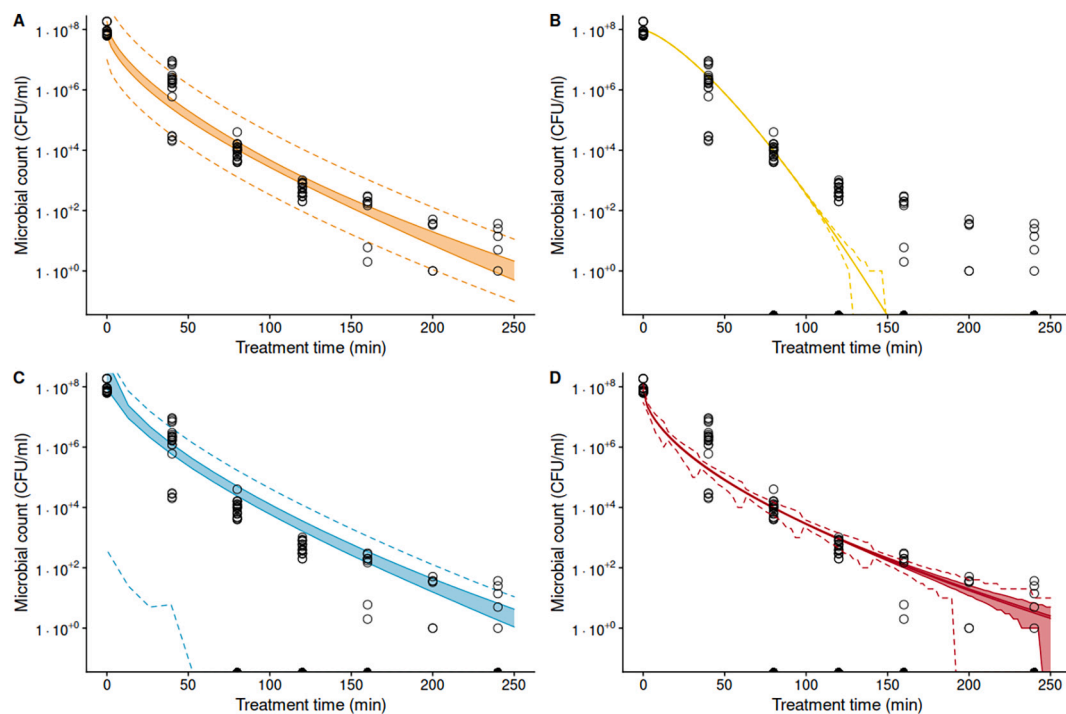 A
Microbial count (CFU/ml)
1 · 10⁺⁸
1 · 10⁺⁶
1 · 10⁺⁴
1 · 10⁺²
1 · 10⁺⁰
0 50 100 150 200 250
Treatment time (min)
B
Microbial count (CFU/ml)
1 · 10⁺⁸
1 · 10⁺⁶
1 · 10⁺⁴
1 · 10⁺²
1 · 10⁺⁰
0 50 100 150 200 250
Treatment time (min)
C
Microbial count (CFU/ml)
1 · 10⁺⁸
1 · 10⁺⁶
1 · 10⁺⁴
1 · 10⁺²
1 · 10⁺⁰
0 50 100 150 200 250
Treatment time (min)
D
Microbial count (CFU/ml)
1 · 10⁺⁸
1 · 10⁺⁶
1 · 10⁺⁴
1 · 10⁺²
1 · 10⁺⁰
0 50 100 150 200 250
Treatment time (min)